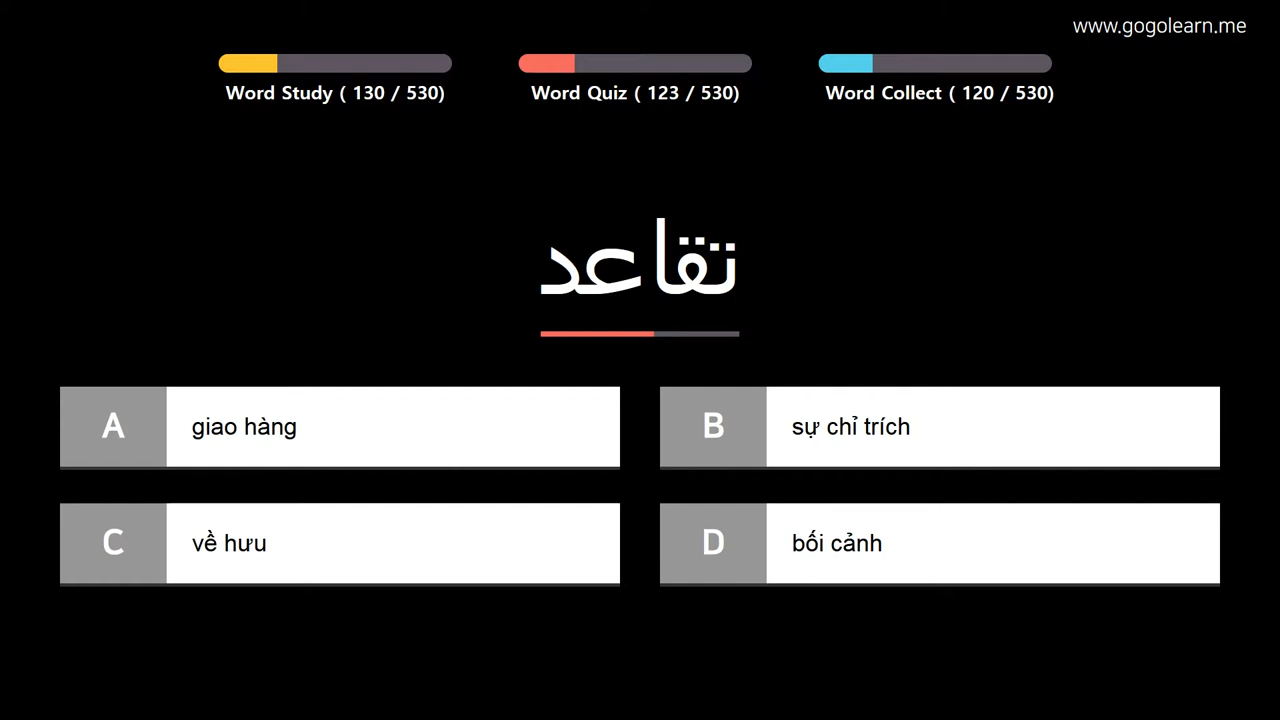 www.gogolearn.me
Word Study ( 130 / 530)
Word Quiz ( 123 / 530)
Word Collect ( 120 / 530)
تقاعد
A giao hàng
B sự chỉ trích
C về hưu
D bối cảnh